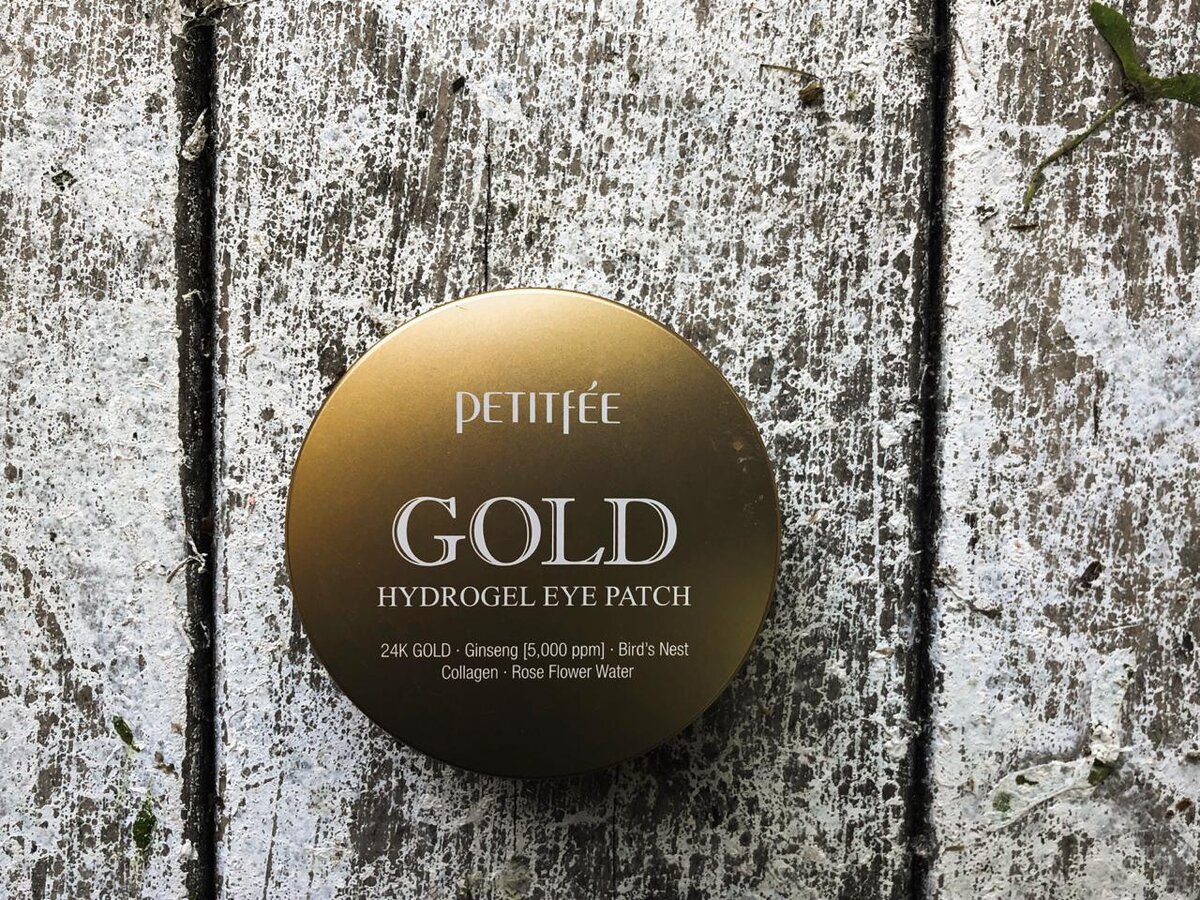 PETITFÉE
GOLD
HYDROGEL EYE PATCH
24K GOLD · Ginseng [5,000 ppm] · Bird's Nest
Collagen · Rose Flower Water